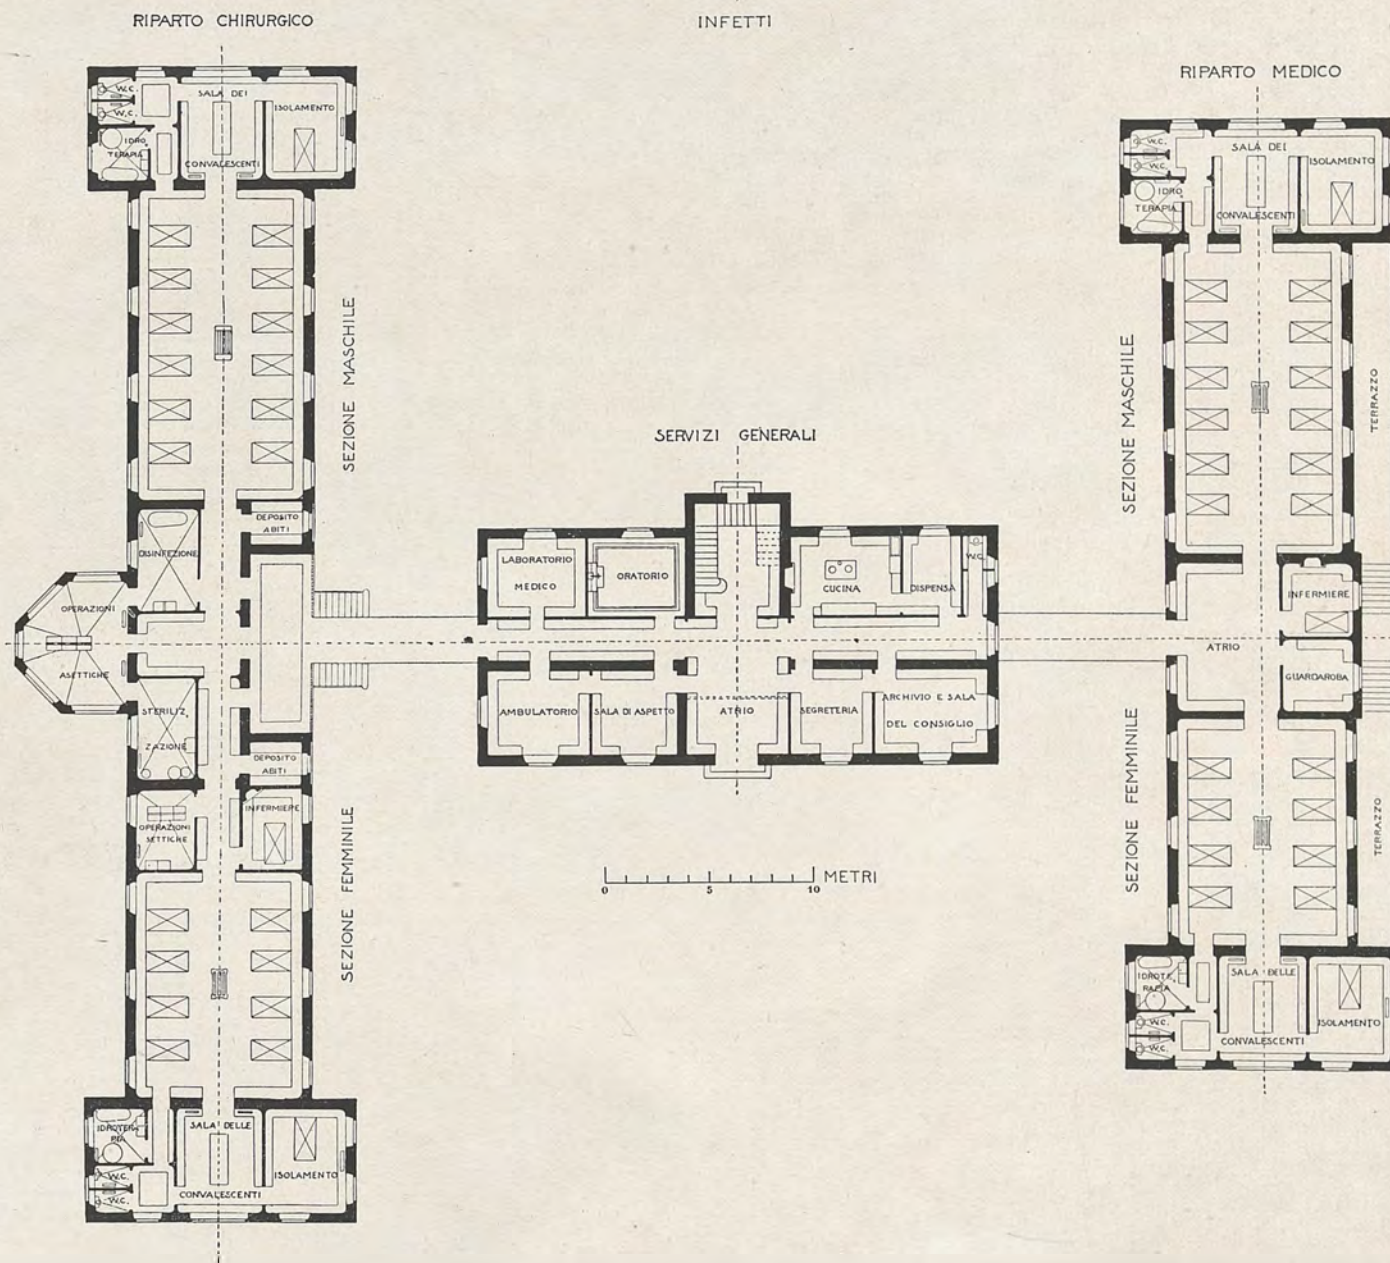 RIPARTO CHIRURGICO
INFETTI
RIPARTO MEDICO
W.C.
W.C.
IDRO
TERAPIA
SALA DEI
CONVALESCENTI
ISOLAMENTO
SEZIONE MASCHILE
DISINFEZIONE
DEPOSITO
ABITI
OPERAZIONI
ASETTICHE
STERILIZ
ZAZIONE
DEPOSITO
ABITI
OPERAZIONI
SETTICHE
INFERMIERE
SEZIONE FEMMINILE
IDROTER
PIA
W.C.
W.C.
SALA DELLE
CONVALESCENTI
ISOLAMENTO
SERVIZI GENERALI
LABORATORIO
MEDICO
ORATORIO
CUCINA
DISPENSA
W.C.
AMBULATORIO
SALA DI ASPETTO
ATRIO
SEGRETERIA
ARCHIVIO E SALA
DEL CONSIGLIO
0 5 10 METRI
W.C.
W.C.
IDRO
TERAPIA
SALA DEI
CONVALESCENTI
ISOLAMENTO
SEZIONE MASCHILE
TERRAZZO
ATRIO
INFERMIERE
GUARDAROBA
SEZIONE FEMMINILE
TERRAZZO
IDROTE
RAPIA
W.C.
W.C.
SALA DELLE
CONVALESCENTI
ISOLAMENTO